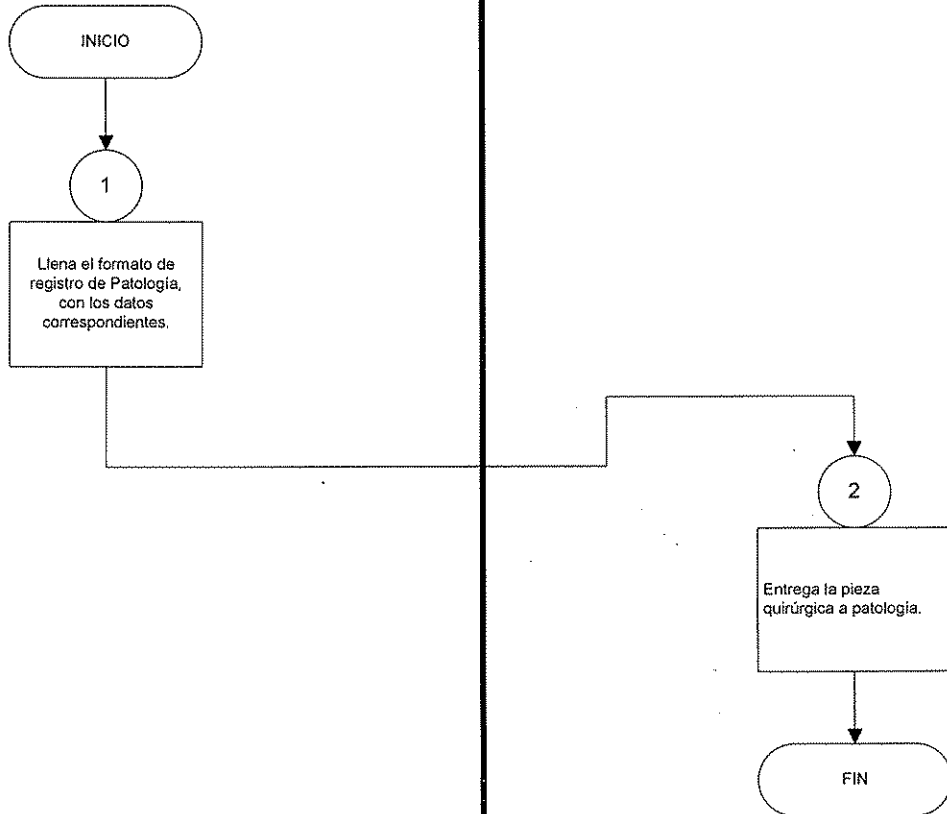 INICIO
1
Llena el formato de
registro de Patología,
con los datos
correspondientes.
2
Entrega la pieza
quirúrgica a patología.
FIN